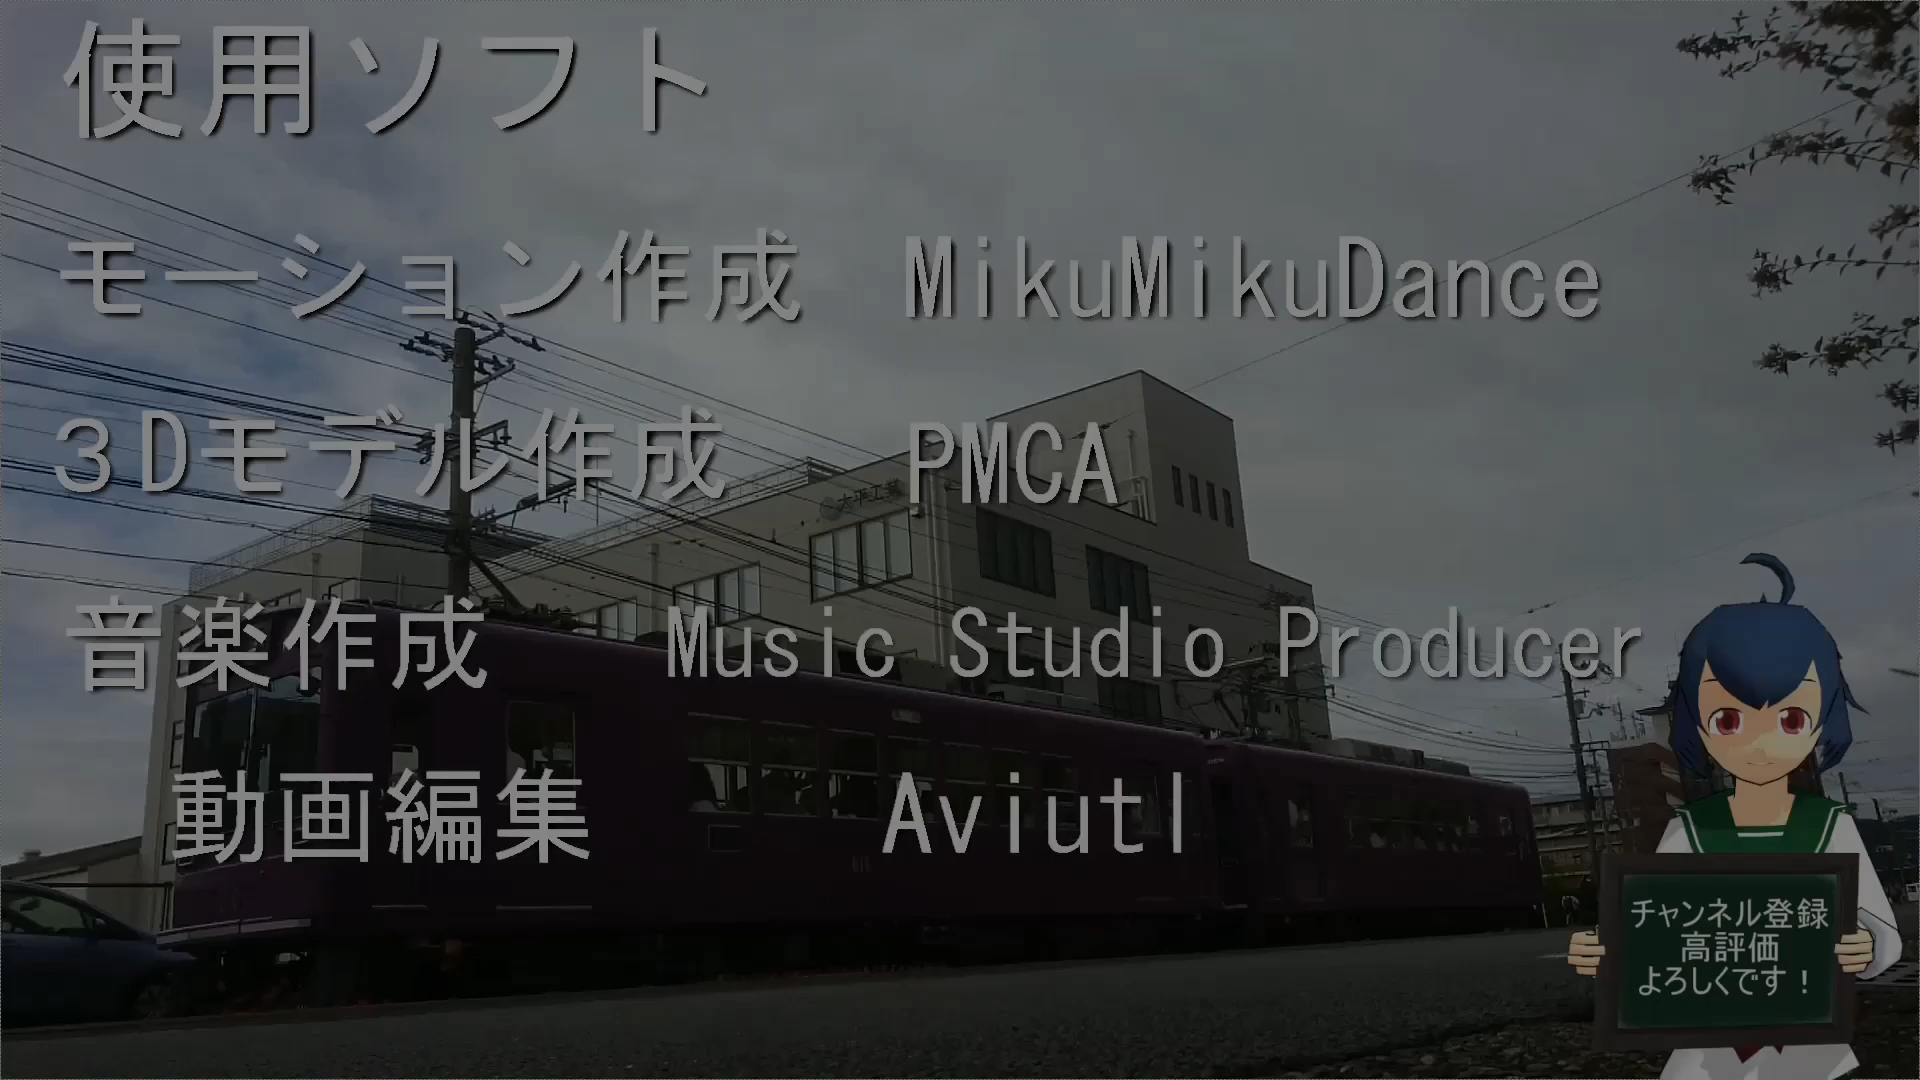 使用ソフト
モーション作成　MikuMikuDance
３Dモデル作成　PMCA
音楽作成　Music Studio Producer
動画編集　Aviutl
チャンネル登録
高評価
よろしくです！